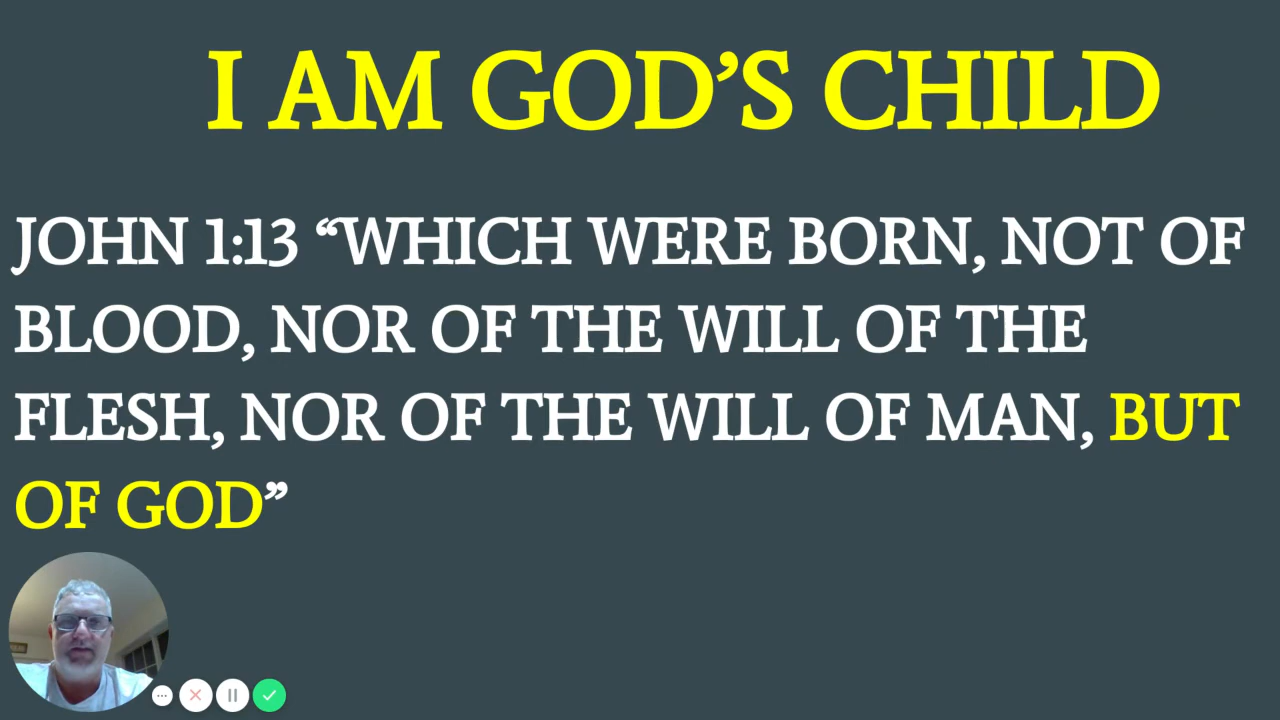 I AM GOD’S CHILD
JOHN 1:13 “WHICH WERE BORN, NOT OF
BLOOD, NOR OF THE WILL OF THE
FLESH, NOR OF THE WILL OF MAN, BUT
OF GOD”